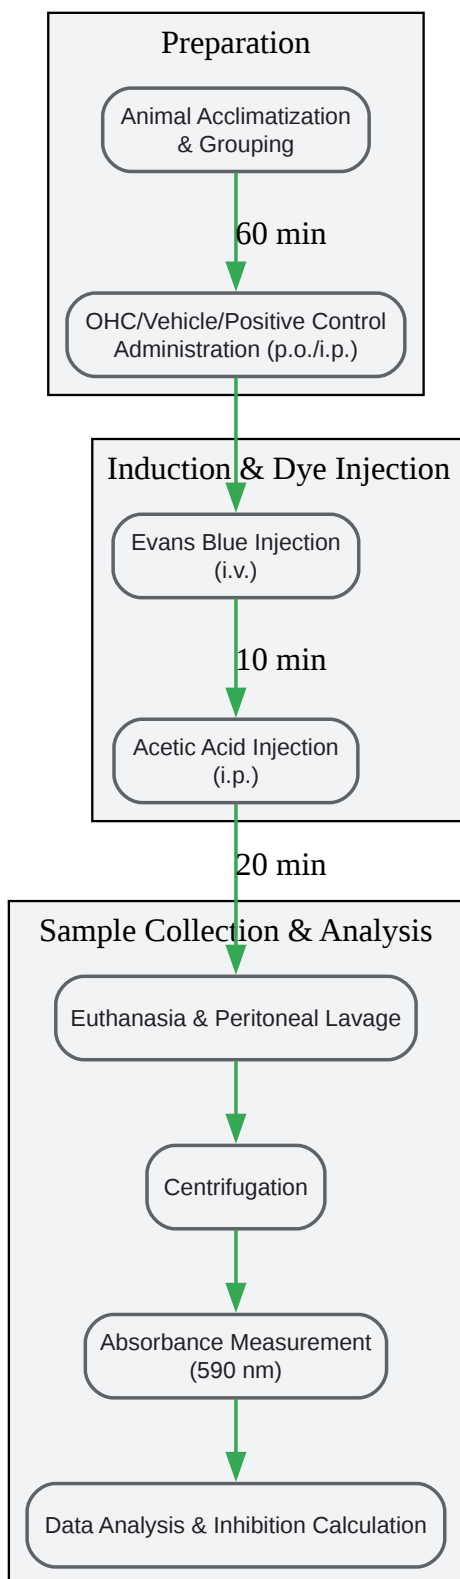 Preparation
Animal Acclimatization
& Grouping
60 min
OHC/Vehicle/Positive Control
Administration (p.o./i.p.)
Induction & Dye Injection
Evans Blue Injection
(i.v.)
10 min
Acetic Acid Injection
(i.p.)
20 min
Sample Collection & Analysis
Euthanasia & Peritoneal Lavage
Centrifugation
Absorbance Measurement
(590 nm)
Data Analysis & Inhibition Calculation